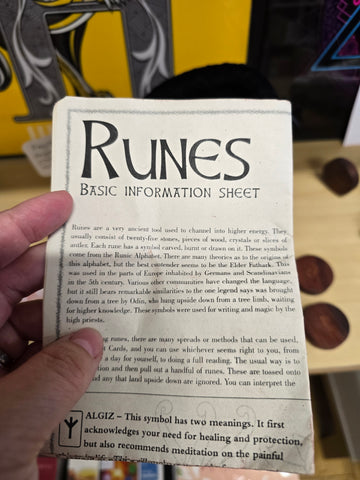 RUNES
BASIC INFORMATION SHEET
Runes are a very ancient tool used to channel into higher energy. They
usually consist of twenty-five stones, pieces of wood, crystals or slices of
antler. Each rune has a symbol carved, burnt or drawn on it. These symbols
come from the Runic Alphabet. There are many theories as to the origins of
this alphabet, but the best contender seems to be the Elder Futhark. This
was used in the parts of Europe inhabited by Germans and Scandinavians
in the 5th century. Various other communities have changed the language,
but it still bears remarkable similarities to the one legend says was brought
down from a tree by Odin, who hung upside down from a tree limb, waiting
for higher knowledge. These symbols were used for writing and magic by the
high priests.
runes, there are many spreads or methods that can be used,
Cards, and you can use whichever seems right to you, from
a day for yourself, to doing a full reading. The usual way is to
and then pull out a handful of runes. These are tossed onto
any that land upside down are ignored. You can interpret the
ALGIZ – This symbol has two meanings. It first
acknowledges your need for healing and protection,
but also recommends meditation on the painful